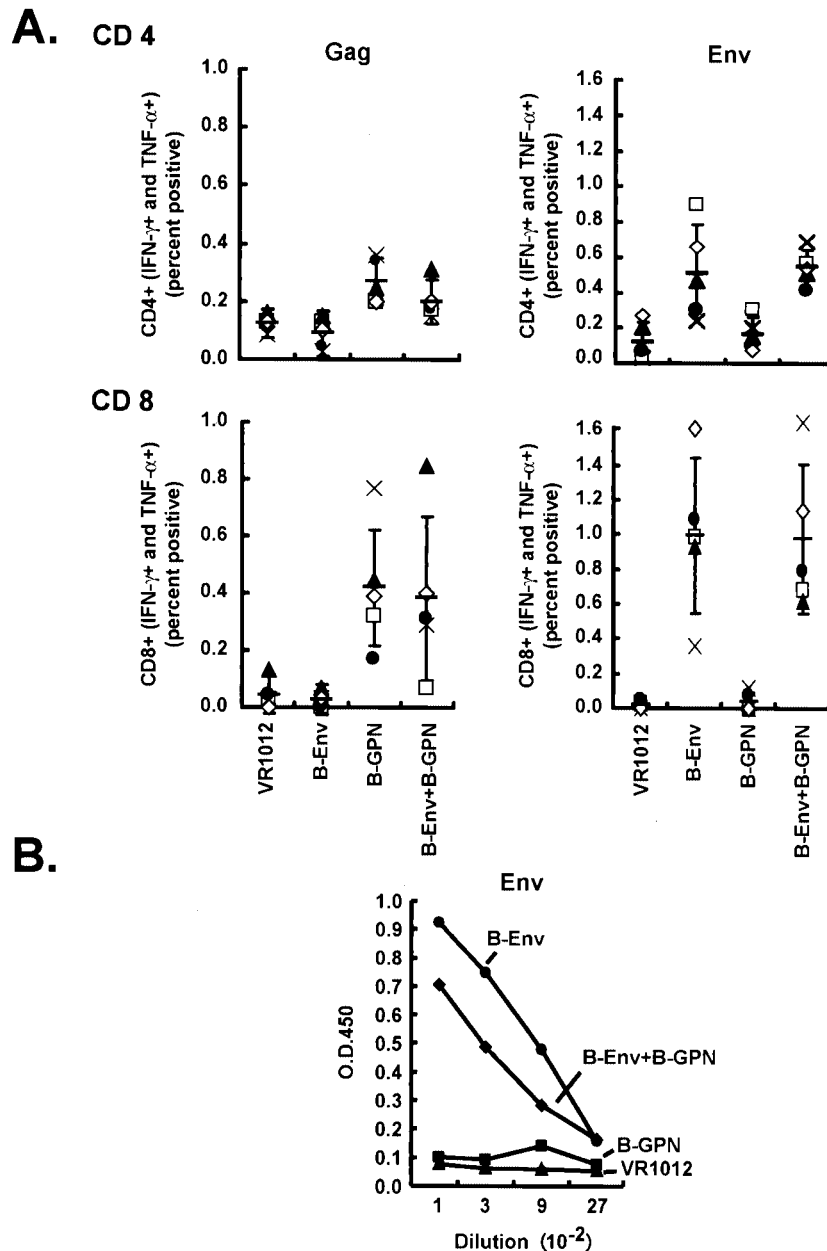 A.
CD 4
Gag
Env
CD4+ (IFN-γ+ and TNF-α+)
(percent positive)
1.0
0.8
0.6
0.4
0.2
0.0
CD4+ (IFN-γ+ and TNF-α+)
(percent positive)
1.6
1.4
1.2
1.0
0.8
0.6
0.4
0.2
0.0
CD 8
CD8+ (IFN-γ+ and TNF-α+)
(percent positive)
1.0
0.8
0.6
0.4
0.2
0.0
VR1012
B-Env
B-GPN
B-Env+B-GPN
CD8+ (IFN-γ+ and TNF-α+)
(percent positive)
1.6
1.4
1.2
1.0
0.8
0.6
0.4
0.2
0.0
VR1012
B-Env
B-GPN
B-Env+B-GPN
B.
Env
O.D.450
1.0
0.9
0.8
0.7
0.6
0.5
0.4
0.3
0.2
0.1
0
B-Env
B-Env+B-GPN
B-GPN
VR1012
1 3 9 27
Dilution (10⁻²)